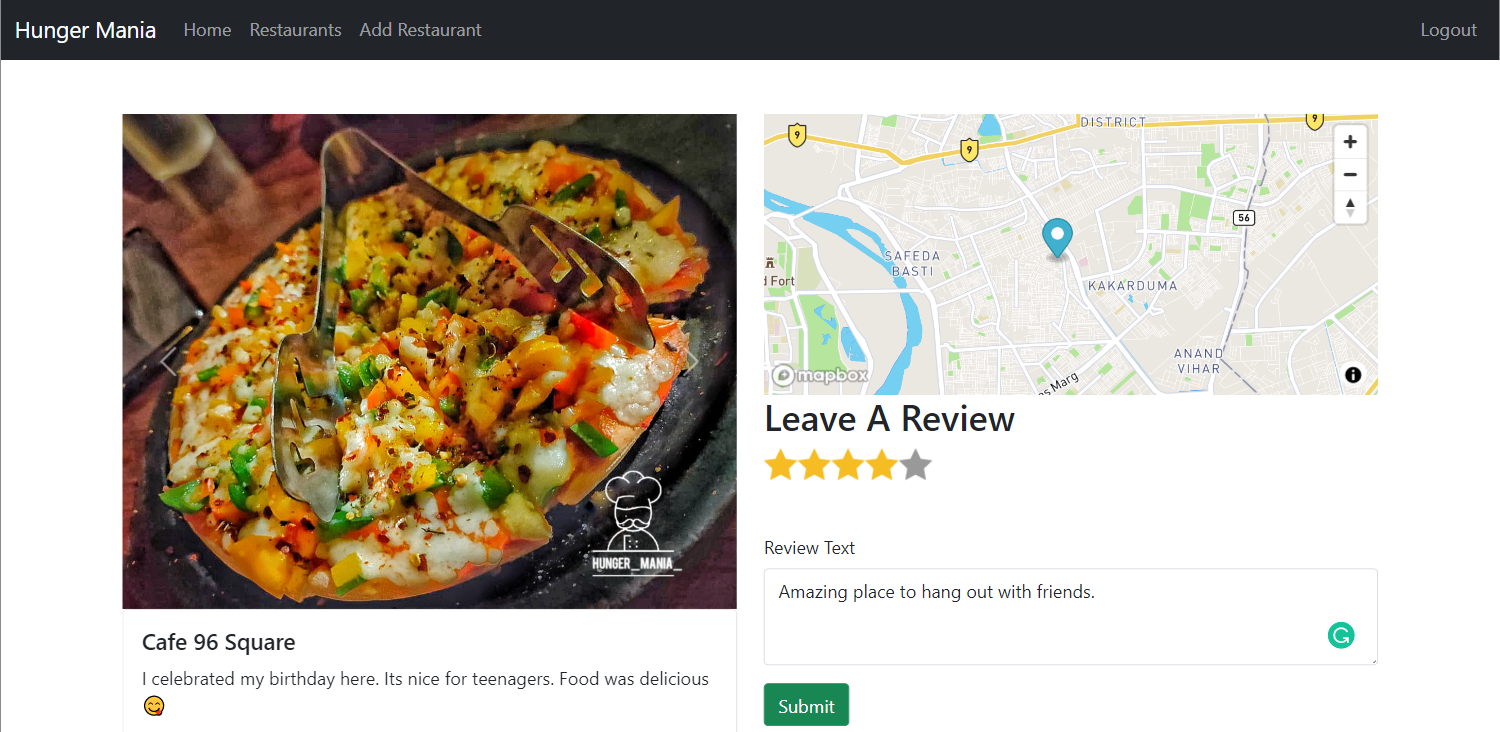 Hunger Mania
Home
Restaurants
Add Restaurant
Logout
HUNGER_MANIA_
Cafe 96 Square
I celebrated my birthday here. Its nice for teenagers. Food was delicious
😋
DISTRICT
9
9
9
56
SAFEDA
BASTI
d Fort
KAKARDUMA
ANAND
VIHAR
as Marg
mapbox
Leave A Review
Review Text
Amazing place to hang out with friends.
Submit